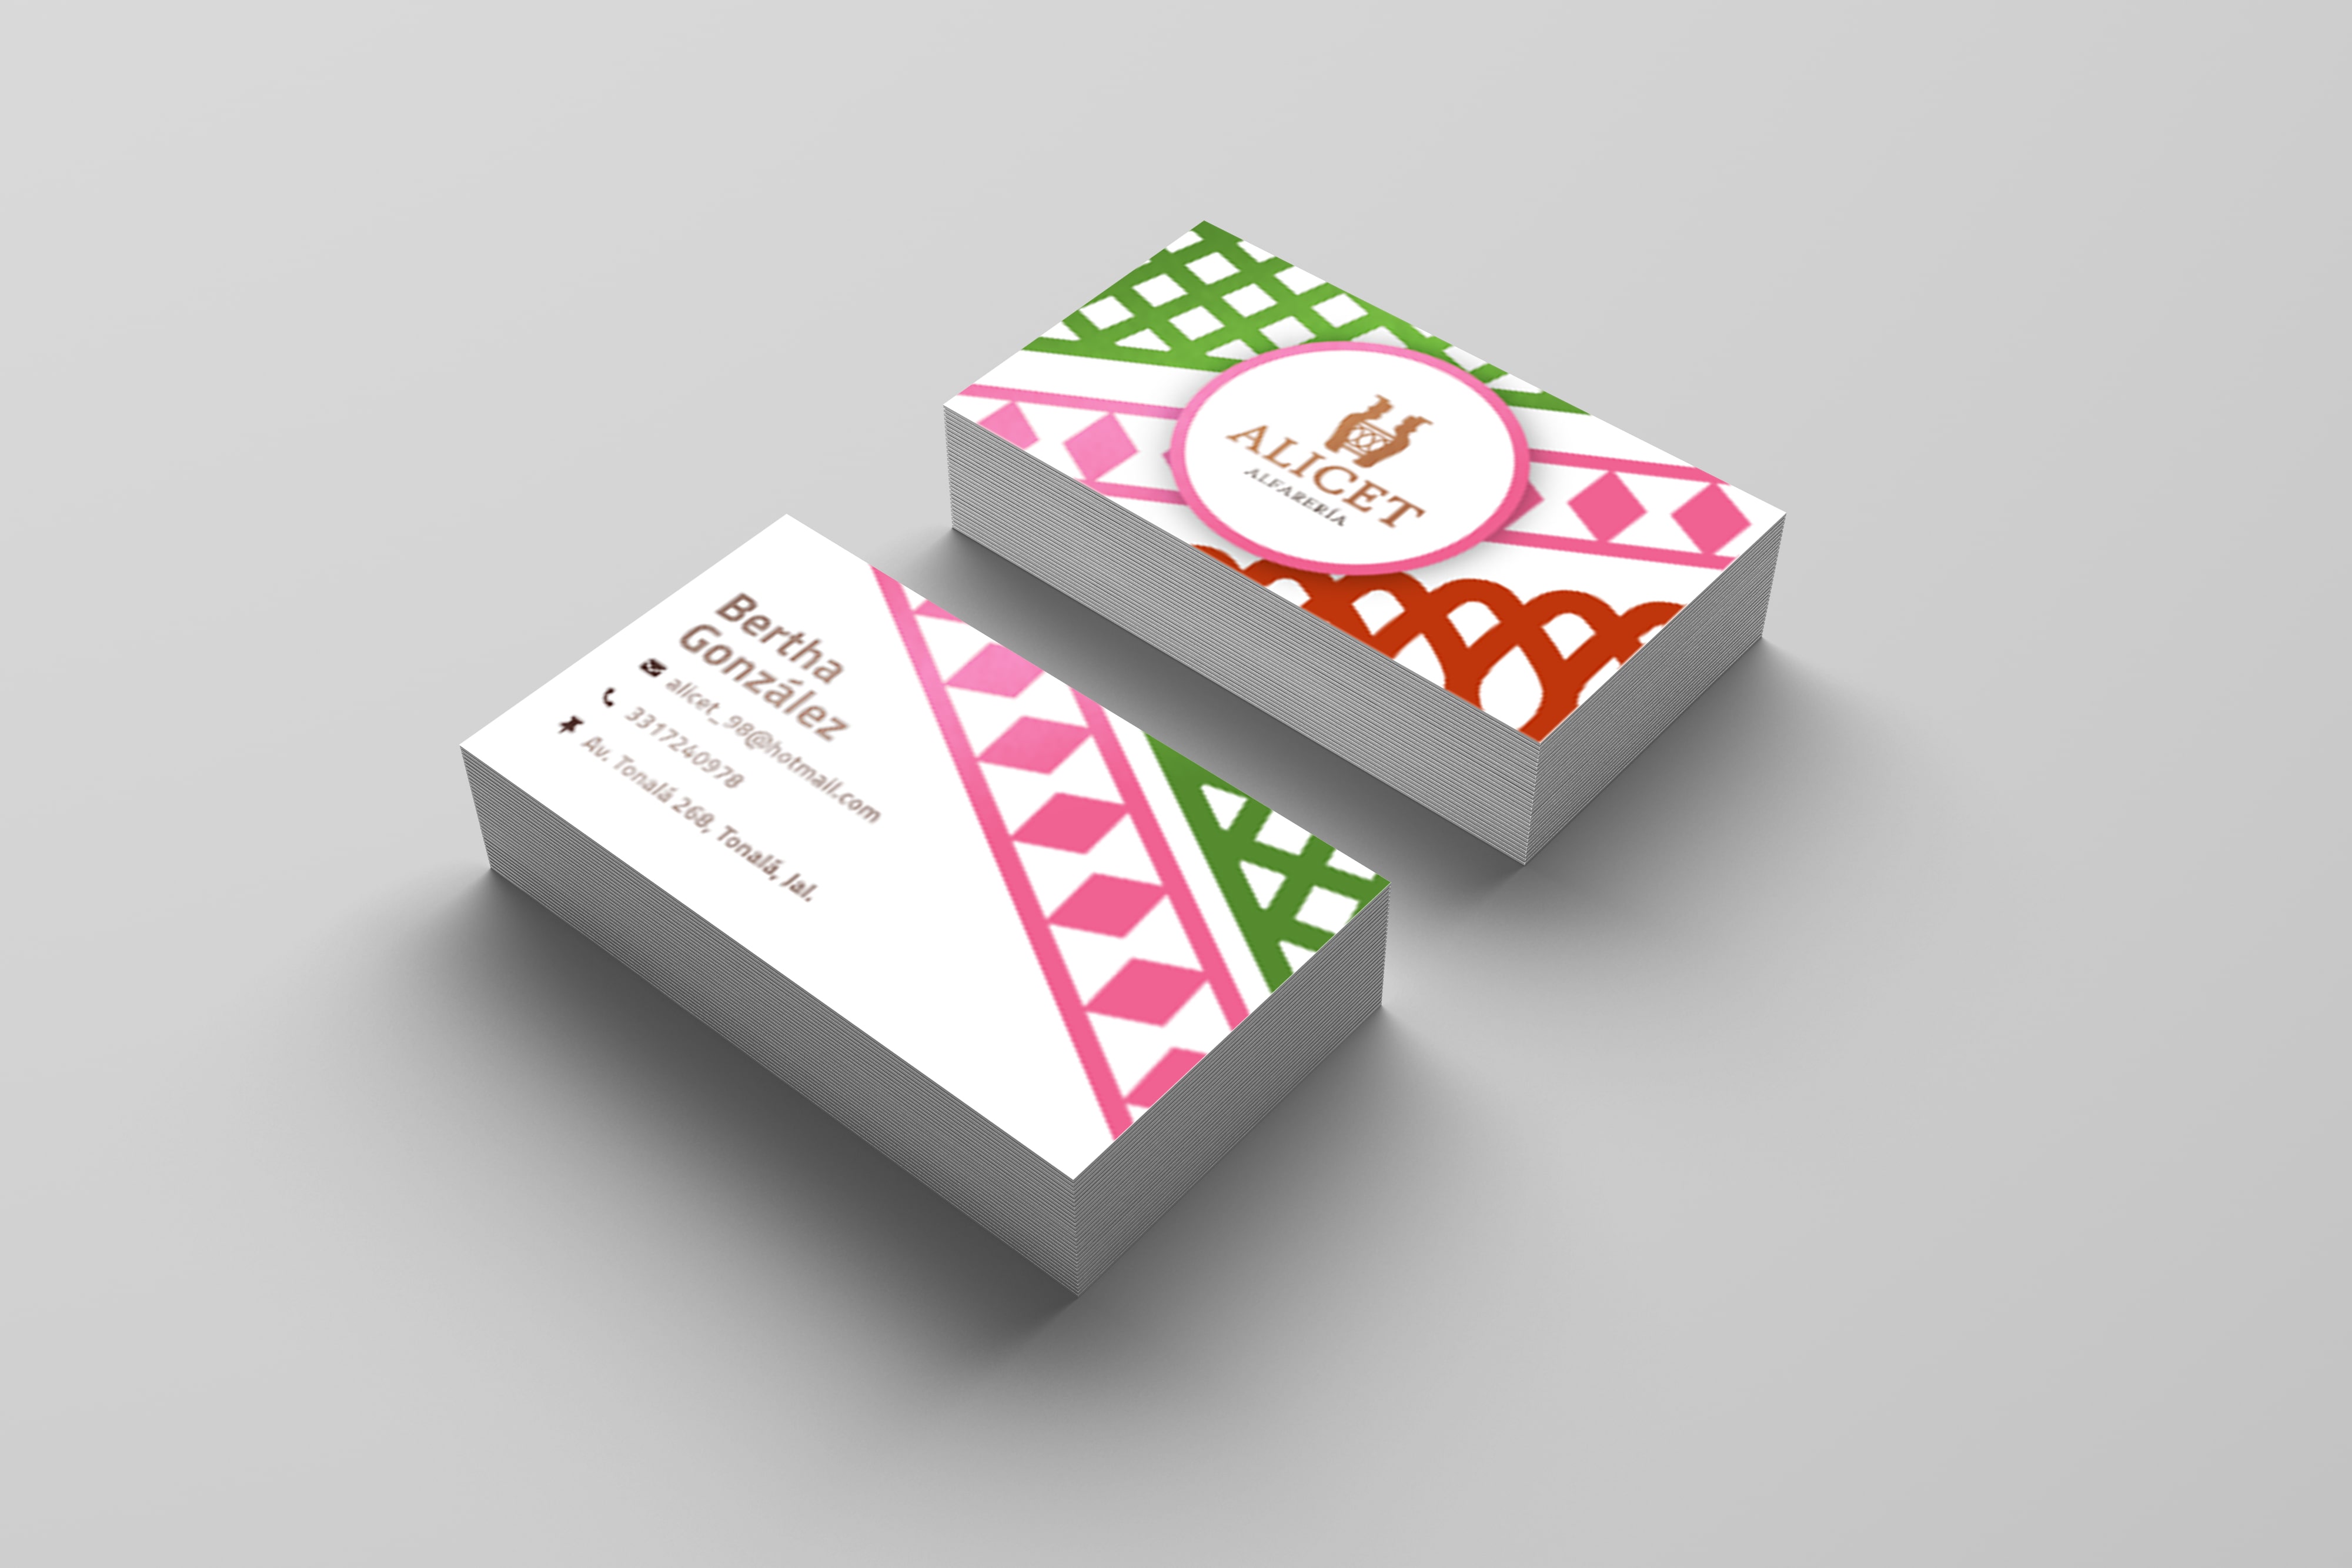 Bertha
González
alicet_98@hotmail.com
3317240978
Av. Tonalá 268, Tonalá, Jal.
ALICET
ALFARERÍA